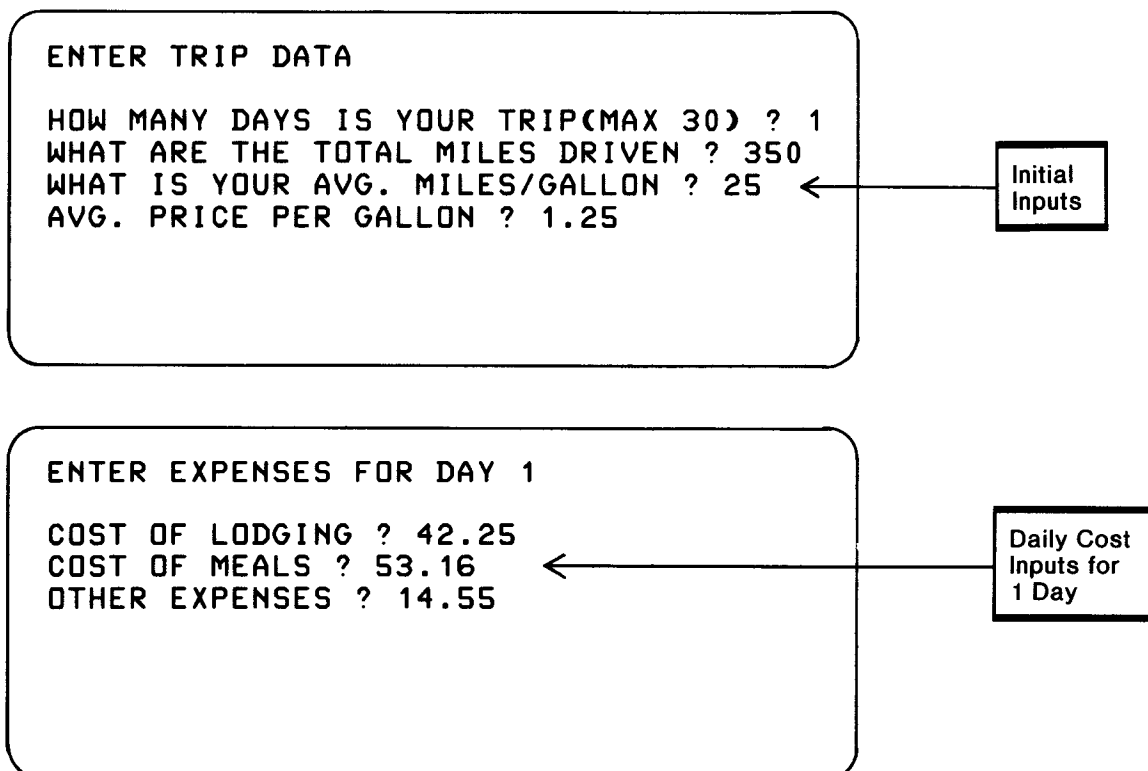 ENTER TRIP DATA
HOW MANY DAYS IS YOUR TRIP(MAX 30) ? 1
WHAT ARE THE TOTAL MILES DRIVEN ? 350
WHAT IS YOUR AVG. MILES/GALLON ? 25
AVG. PRICE PER GALLON ? 1.25
Initial
Inputs
ENTER EXPENSES FOR DAY 1
COST OF LODGING ? 42.25
COST OF MEALS ? 53.16
OTHER EXPENSES ? 14.55
Daily Cost
Inputs for
1 Day